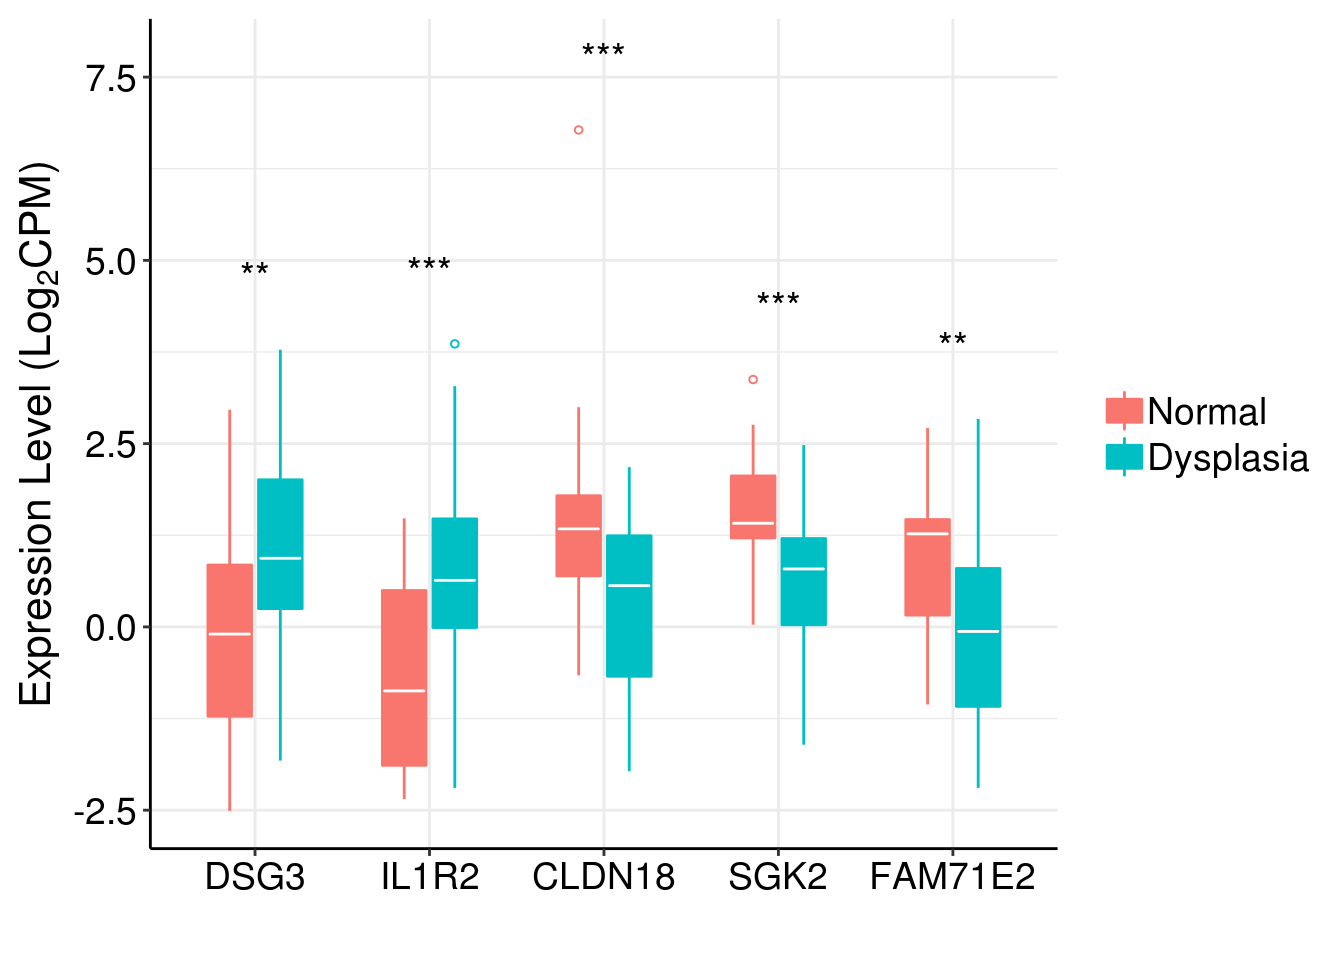 Expression Level (Log₂CPM)
7.5
5.0
2.5
0.0
-2.5
***
**
***
***
**
Normal
Dysplasia
DSG3 IL1R2 CLDN18 SGK2 FAM71E2